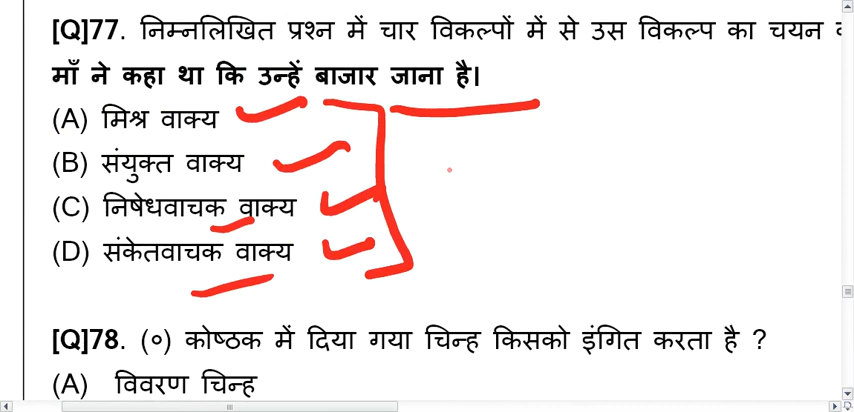 [Q]77. निम्नलिखित प्रश्न में चार विकल्पों में से उस विकल्प का चयन
माँ ने कहा था कि उन्हें बाजार जाना है।
(A) मिश्र वाक्य
(B) संयुक्त वाक्य
(C) निषेधवाचक वाक्य
(D) संकेतवाचक वाक्य
[Q]78. (०) कोष्ठक में दिया गया चिन्ह किसको इंगित करता है ?
(A) विवरण चिन्ह